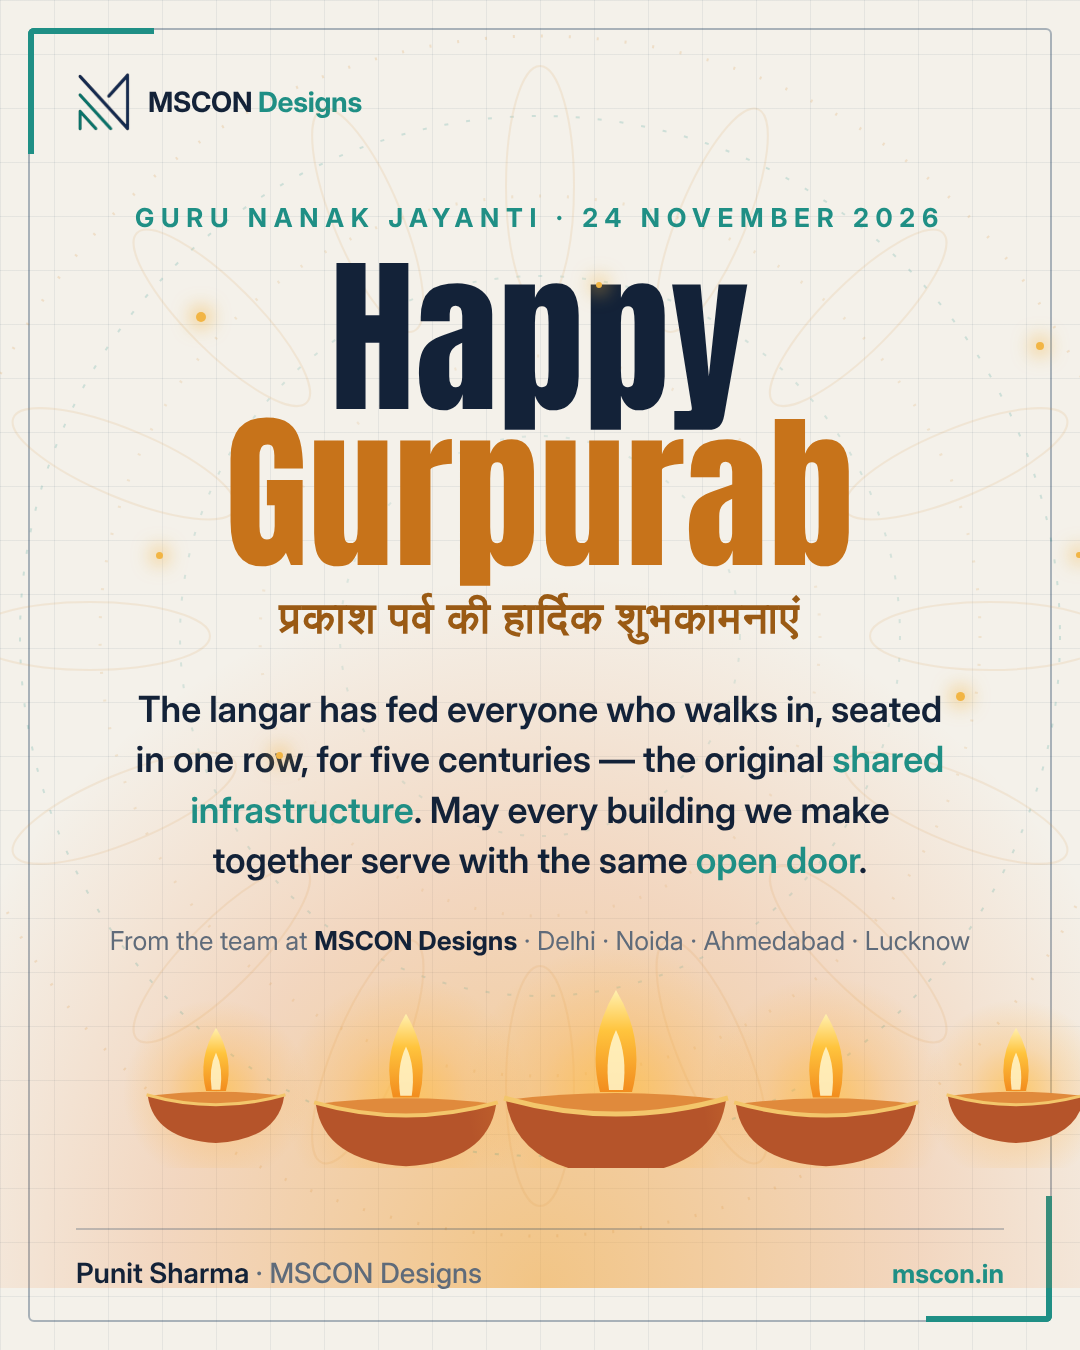 MSCON Designs
GURU NANAK JAYANTI · 24 NOVEMBER 2026
Happy
Gurpurab
प्रकाश पर्व की हार्दिक शुभकामनाएं
The langar has fed everyone who walks in, seated
in one row, for five centuries — the original shared
infrastructure. May every building we make
together serve with the same open door.
From the team at MSCON Designs · Delhi · Noida · Ahmedabad · Lucknow
Punit Sharma · MSCON Designs
mscon.in